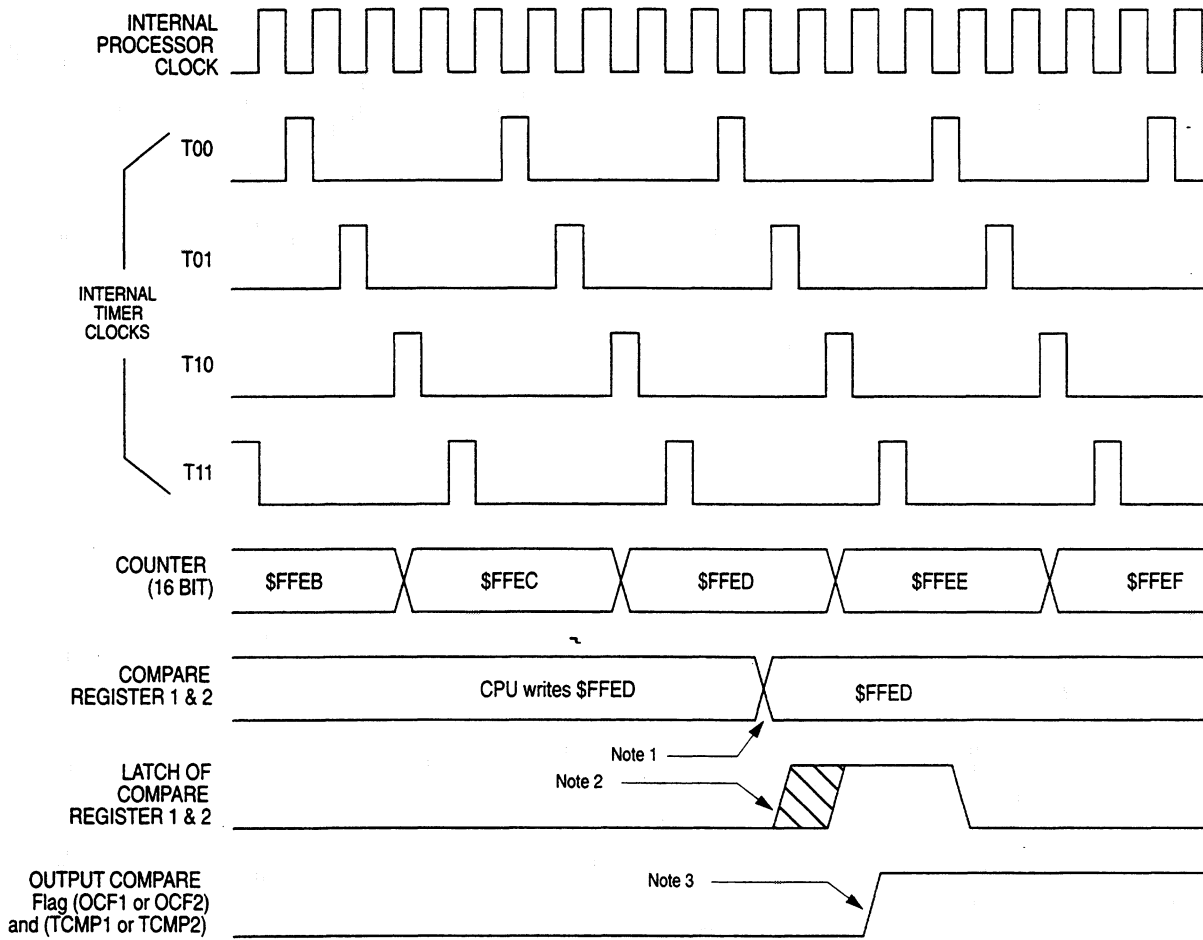 INTERNAL
PROCESSOR
CLOCK
T00
T01
INTERNAL
TIMER
CLOCKS
T10
T11
COUNTER
(16 BIT)
$FFEB
$FFEC
$FFED
$FFEE
$FFEF
COMPARE
REGISTER 1 & 2
CPU writes $FFED
$FFED
Note 1
LATCH OF
COMPARE
REGISTER 1 & 2
Note 2
OUTPUT COMPARE
Flag (OCF1 or OCF2)
and (TCMP1 or TCMP2)
Note 3